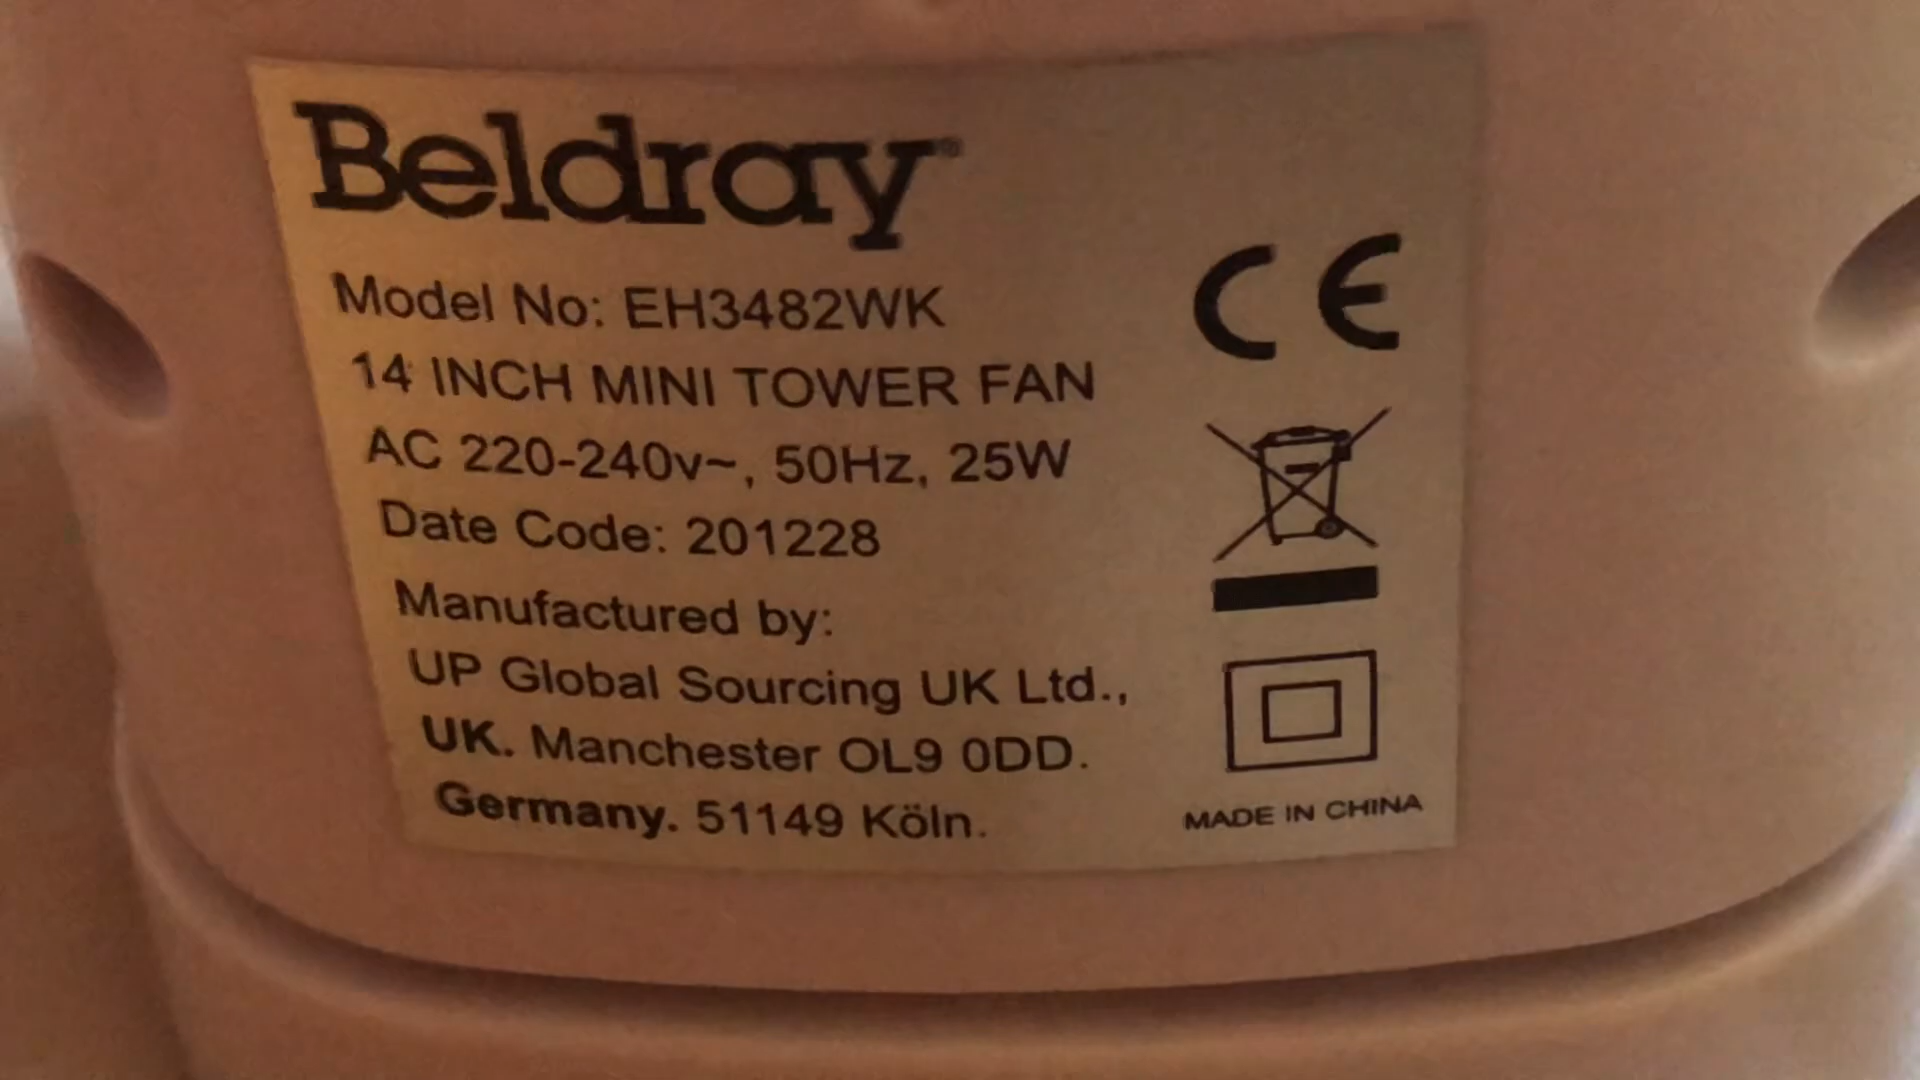 Beldray®
Model No: EH3482WK
14 INCH MINI TOWER FAN
AC 220-240v~, 50Hz, 25W
Date Code: 201228
Manufactured by:
UP Global Sourcing UK Ltd.,
UK. Manchester OL9 0DD.
Germany. 51149 Köln.
CE
MADE IN CHINA